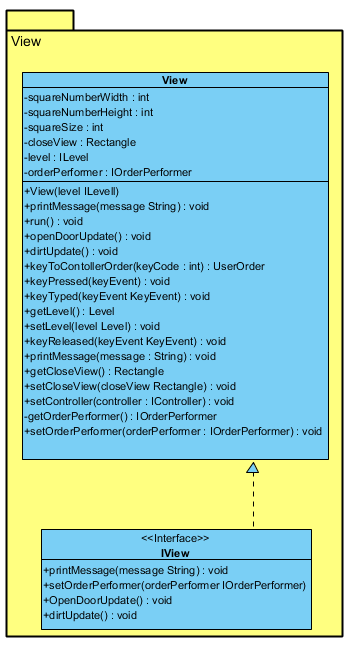 View
View
-squareNumberWidth : int
-squareNumberHeight : int
-squareSize : int
-closeView : Rectangle
-level : ILevel
-orderPerformer : IOrderPerformer
+View(level ILevell)
+printMessage(message String) : void
+run() : void
+openDoorUpdate() : void
+dirtUpdate() : void
+keyToContollerOrder(keyCode : int) : UserOrder
+keyPressed(keyEvent) : void
+keyTyped(keyEvent KeyEvent) : void
+getLevel() : Level
+setLevel(level Level) : void
+keyReleased(keyEvent KeyEvent) : void
+printMessage(message : String) : void
+getCloseView() : Rectangle
+setCloseView(closeView Rectangle) : void
+setController(controller : IController) : void
-getOrderPerformer() : IOrderPerformer
+setOrderPerformer(orderPerformer : IOrderPerformer) : void
<<Interface>>
IView
+printMessage(message String) : void
+setOrderPerformer(orderPerformer IOrderPerformer)
+OpenDoorUpdate() : void
+dirtUpdate() : void